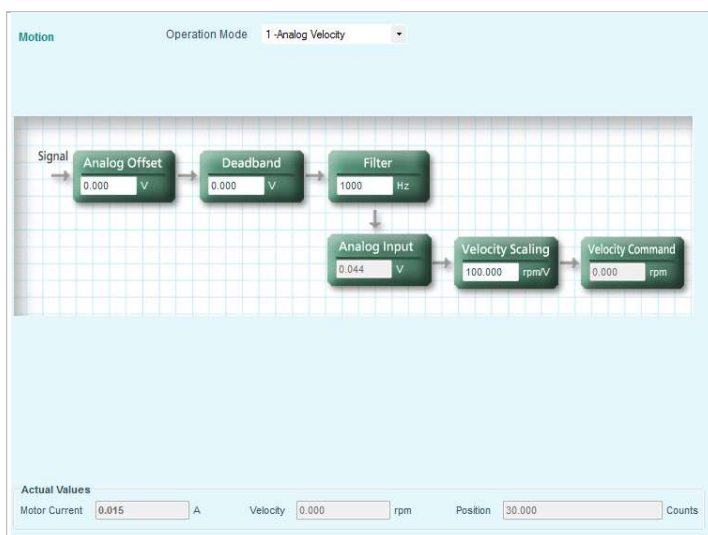 Motion
Operation Mode 1 -Analog Velocity
Signal
Analog Offset
0.000 V
Deadband
0.000 V
Filter
1000 Hz
Analog Input
0.044 V
Velocity Scaling
100.000 rpm/V
Velocity Command
0.000 rpm
Actual Values
Motor Current 0.015 A Velocity 0.000 rpm Position 30.000 Counts